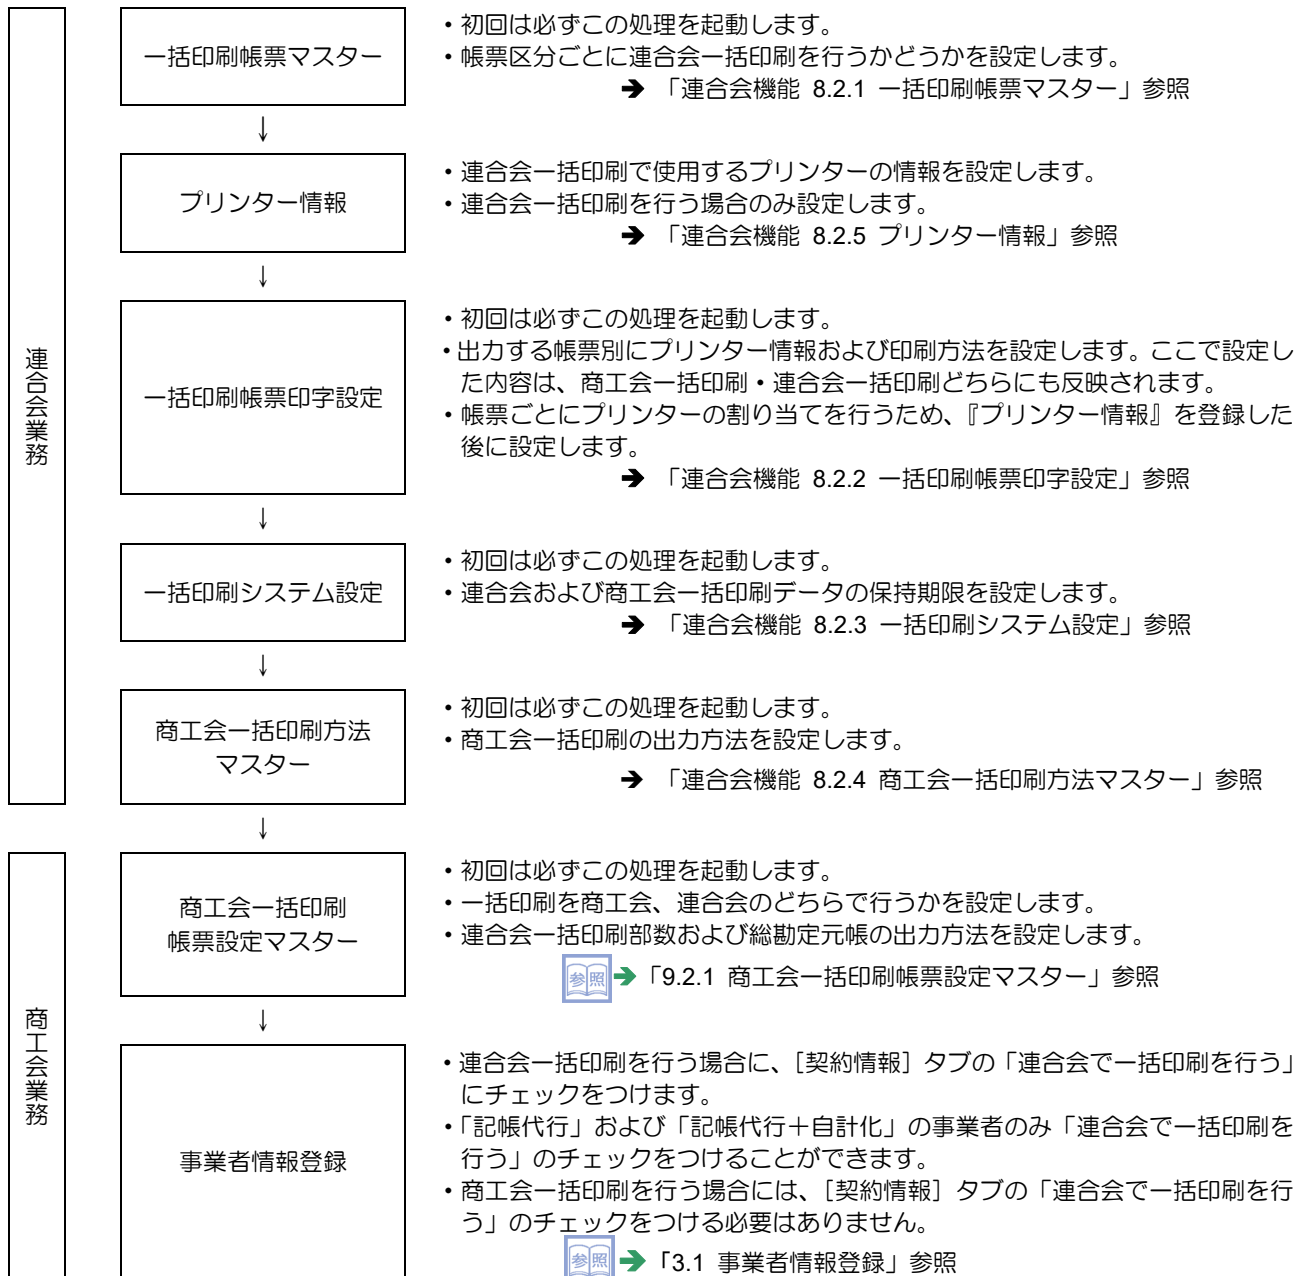 連合会業務
一括印刷帳票マスター
・初回は必ずこの処理を起動します。
・帳票区分ごとに連合会一括印刷を行うかどうかを設定します。
➔ 「連合会機能 8.2.1 一括印刷帳票マスター」参照
↓
プリンター情報
・連合会一括印刷で使用するプリンターの情報を設定します。
・連合会一括印刷を行う場合のみ設定します。
➔ 「連合会機能 8.2.5 プリンター情報」参照
↓
一括印刷帳票印字設定
・初回は必ずこの処理を起動します。
・出力する帳票別にプリンター情報および印刷方法を設定します。ここで設定し
た内容は、商工会一括印刷・連合会一括印刷どちらにも反映されます。
・帳票ごとにプリンターの割り当てを行うため、『プリンター情報』を登録した
後に設定します。
➔ 「連合会機能 8.2.2 一括印刷帳票印字設定」参照
↓
一括印刷システム設定
・初回は必ずこの処理を起動します。
・連合会および商工会一括印刷データの保持期限を設定します。
➔ 「連合会機能 8.2.3 一括印刷システム設定」参照
↓
商工会一括印刷方法
マスター
・初回は必ずこの処理を起動します。
・商工会一括印刷の出力方法を設定します。
➔ 「連合会機能 8.2.4 商工会一括印刷方法マスター」参照
↓
商工会業務
商工会一括印刷
帳票設定マスター
・初回は必ずこの処理を起動します。
・一括印刷を商工会、連合会のどちらで行うかを設定します。
・連合会一括印刷部数および総勘定元帳の出力方法を設定します。
参照➔「9.2.1 商工会一括印刷帳票設定マスター」参照
↓
事業者情報登録
・連合会一括印刷を行う場合に、［契約情報］タブの「連合会で一括印刷を行う」
にチェックをつけます。
・「記帳代行」および「記帳代行＋自計化」の事業者のみ「連合会で一括印刷を
行う」のチェックをつけることができます。
・商工会一括印刷を行う場合には、［契約情報］タブの「連合会で一括印刷を行
う」のチェックをつける必要はありません。
参照➔「3.1 事業者情報登録」参照